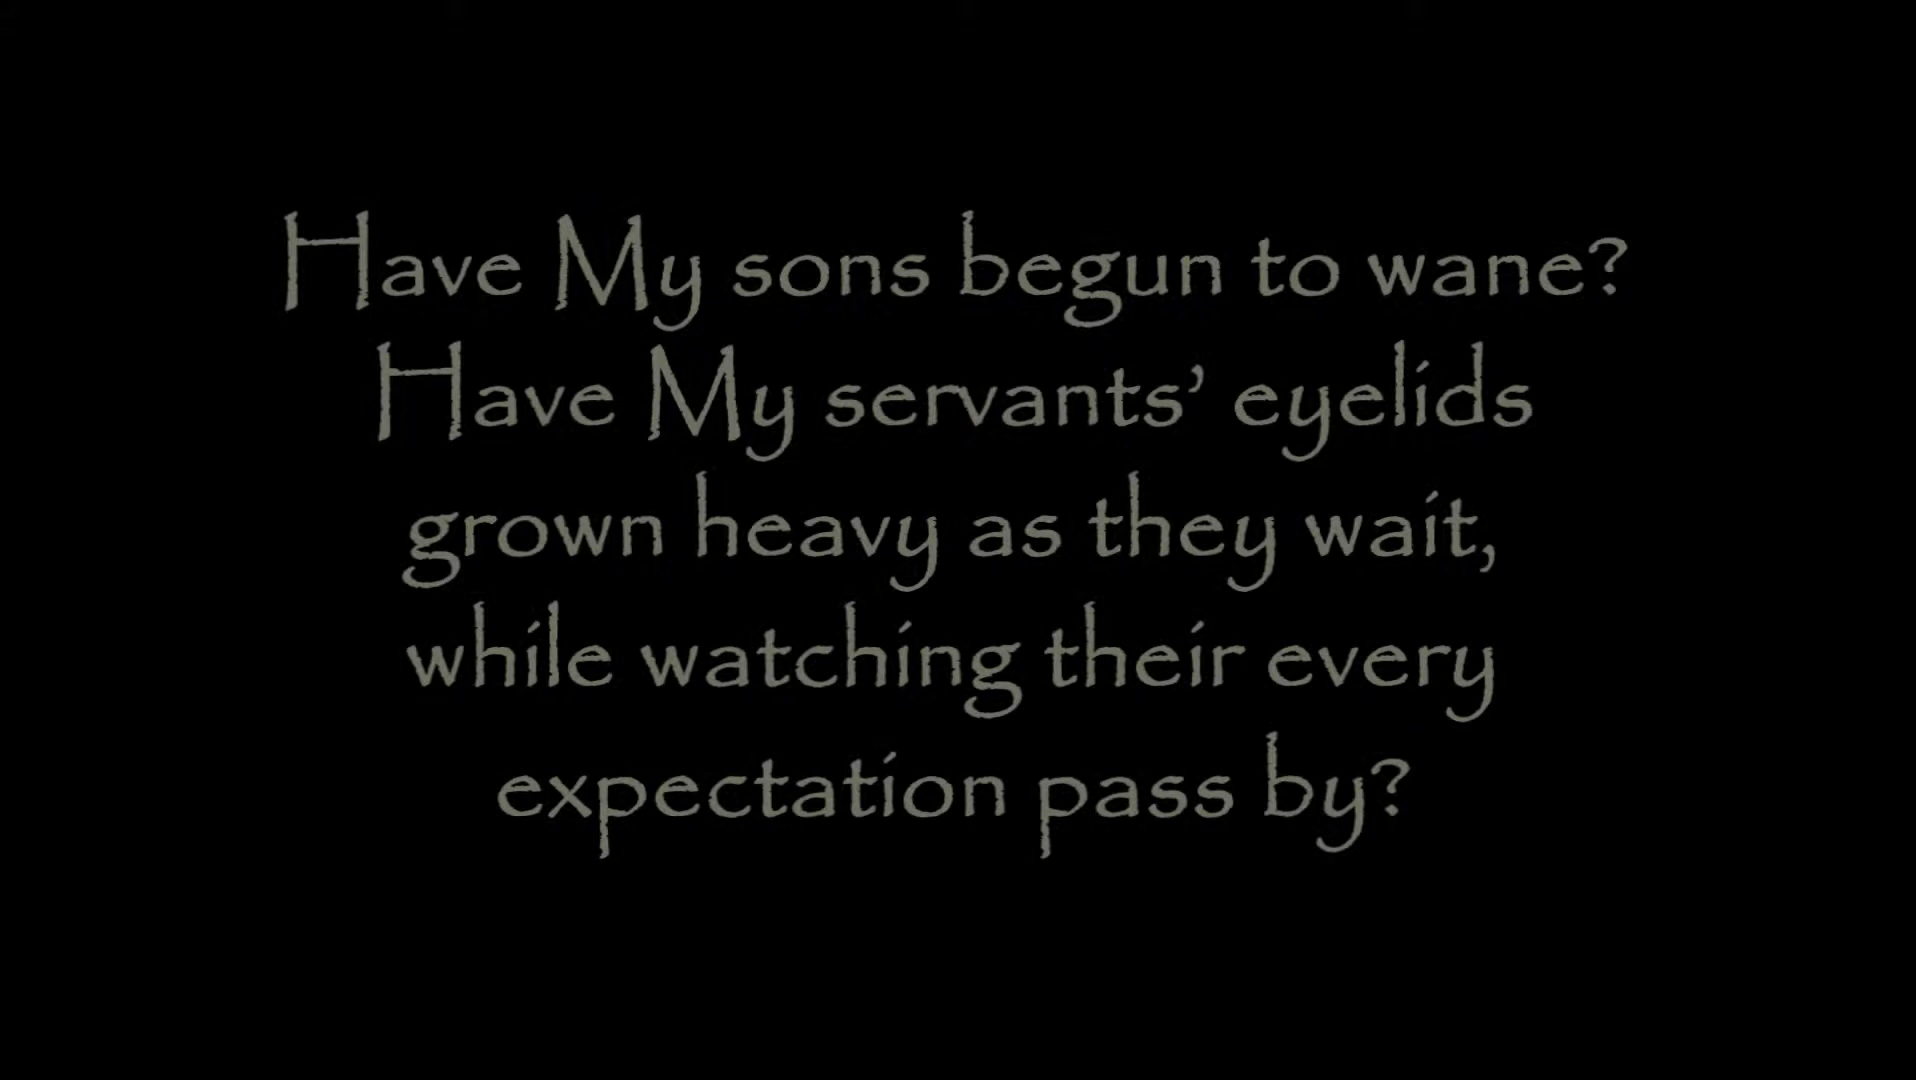 Have My sons begun to wane?
Have My servants’ eyelids
grown heavy as they wait,
while watching their every
expectation pass by?